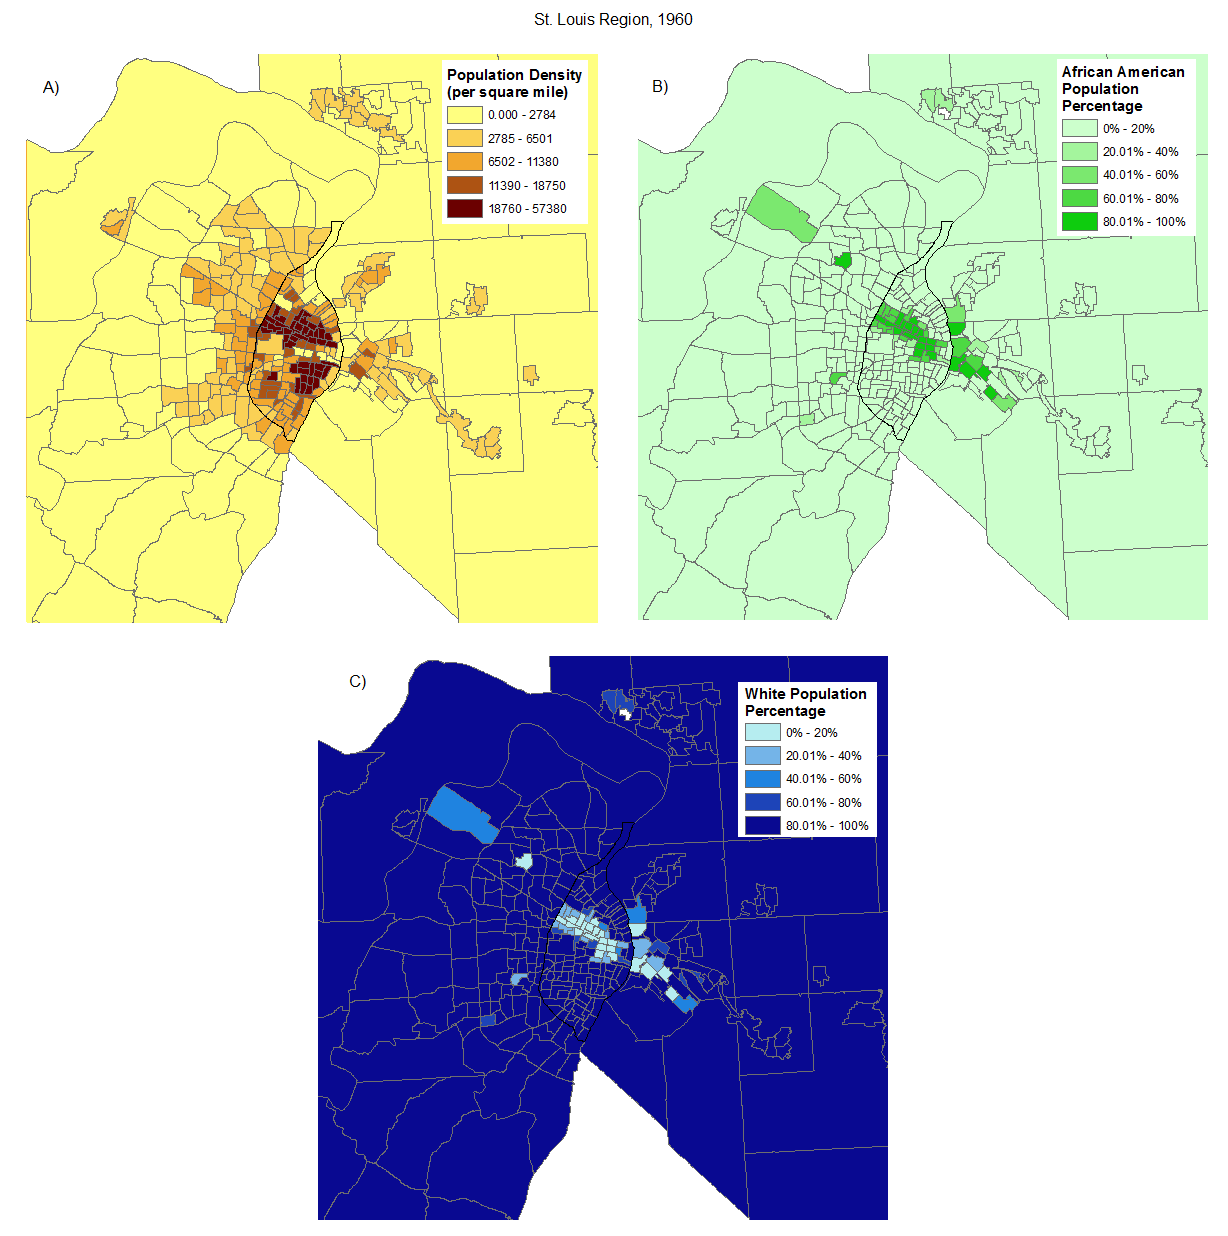 St. Louis Region, 1960
A)
Population Density
(per square mile)
0.000 - 2784
2785 - 6501
6502 - 11380
11390 - 18750
18760 - 57380
B)
African American
Population
Percentage
0% - 20%
20.01% - 40%
40.01% - 60%
60.01% - 80%
80.01% - 100%
C)
White Population
Percentage
0% - 20%
20.01% - 40%
40.01% - 60%
60.01% - 80%
80.01% - 100%